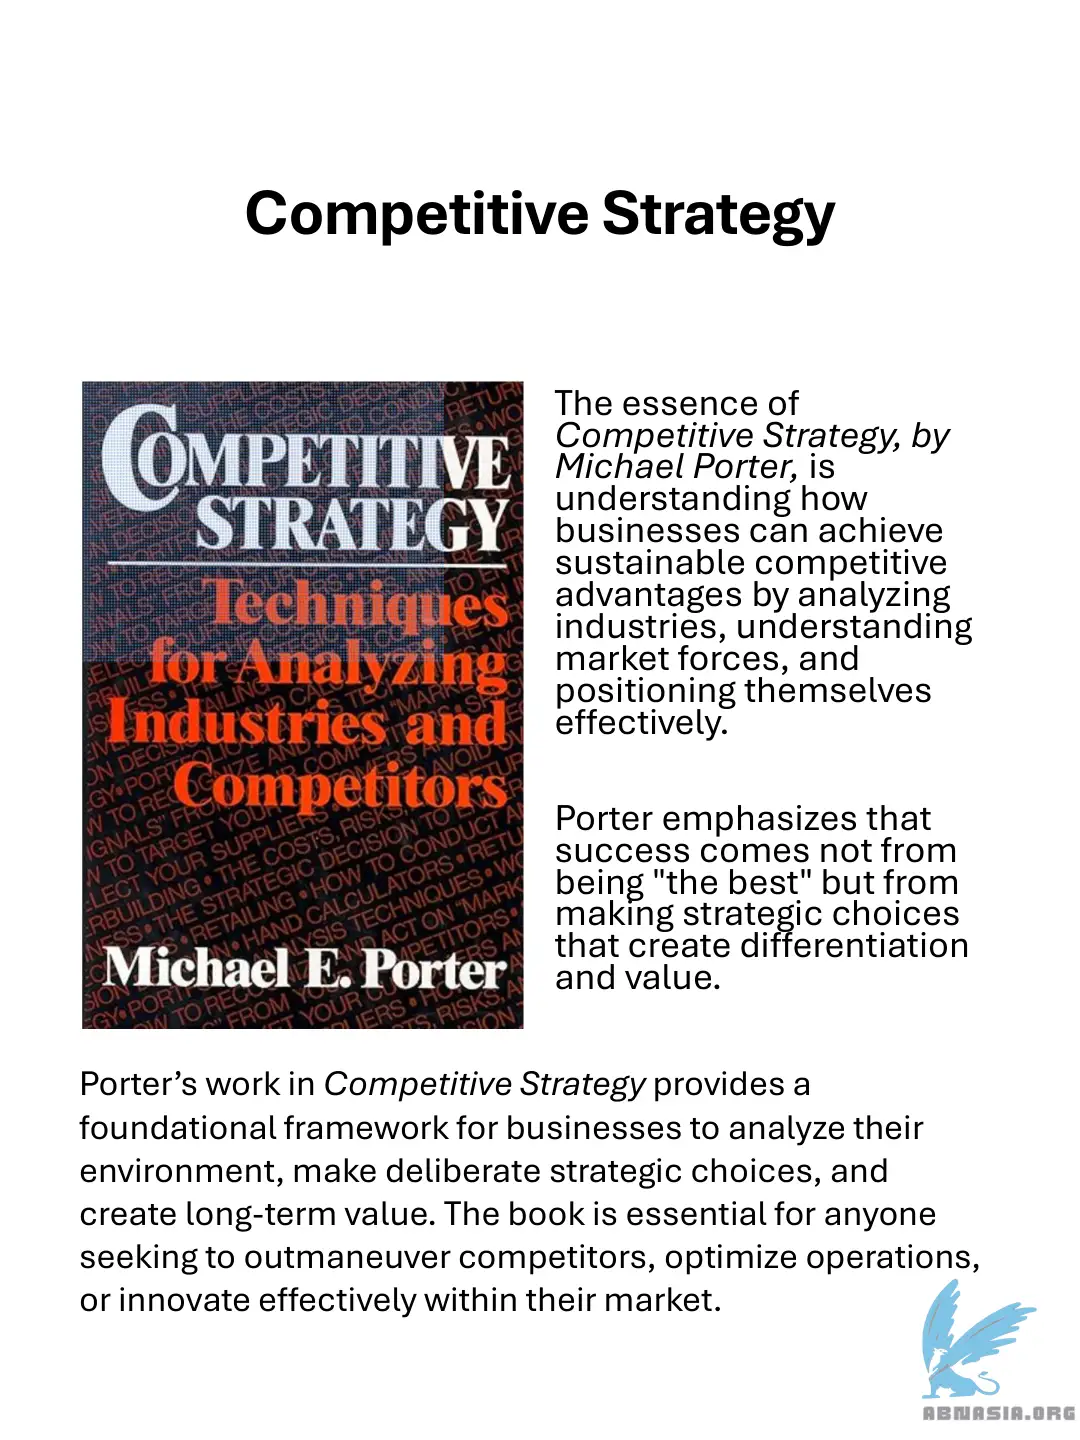 Competitive Strategy
COMPETITIVE
STRATEGY
Techniques
for Analyzing
Industries and
Competitors
Michael E. Porter
The essence of
Competitive Strategy, by
Michael Porter, is
understanding how
businesses can achieve
sustainable competitive
advantages by analyzing
industries, understanding
market forces, and
positioning themselves
effectively.
Porter emphasizes that
success comes not from
being "the best" but from
making strategic choices
that create differentiation
and value.
Porter’s work in Competitive Strategy provides a
foundational framework for businesses to analyze their
environment, make deliberate strategic choices, and
create long-term value. The book is essential for anyone
seeking to outmaneuver competitors, optimize operations,
or innovate effectively within their market.
ABNASIA.ORG